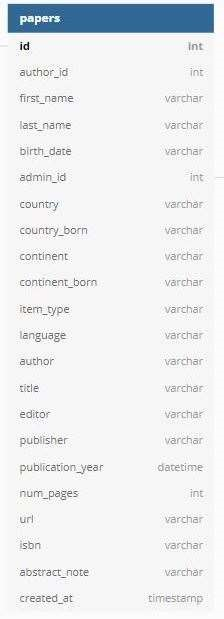 papers
id int
author_id int
first_name varchar
last_name varchar
birth_date varchar
admin_id int
country varchar
country_born varchar
continent varchar
continent_born varchar
item_type varchar
language varchar
author varchar
title varchar
editor varchar
publisher varchar
publication_year datetime
num_pages int
url varchar
isbn varchar
abstract_note varchar
created_at timestamp